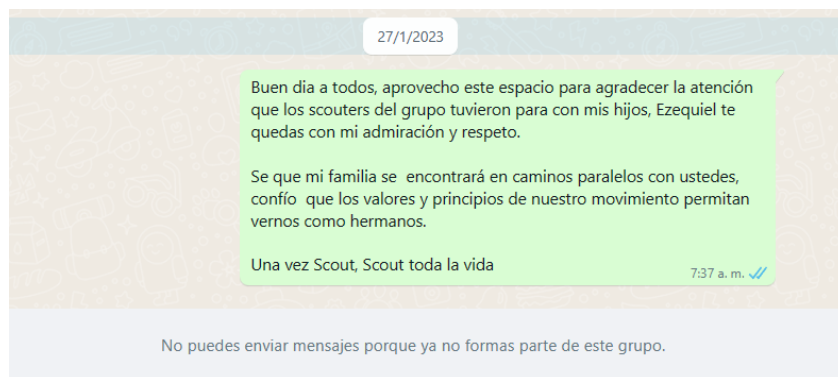 27/1/2023
Buen dia a todos, aprovecho este espacio para agradecer la atención
que los scouters del grupo tuvieron para con mis hijos, Ezequiel te
quedas con mi admiración y respeto.
Se que mi familia se  encontrará en caminos paralelos con ustedes,
confío  que los valores y principios de nuestro movimiento permitan
vernos como hermanos.
Una vez Scout, Scout toda la vida
7:37 a. m.
No puedes enviar mensajes porque ya no formas parte de este grupo.